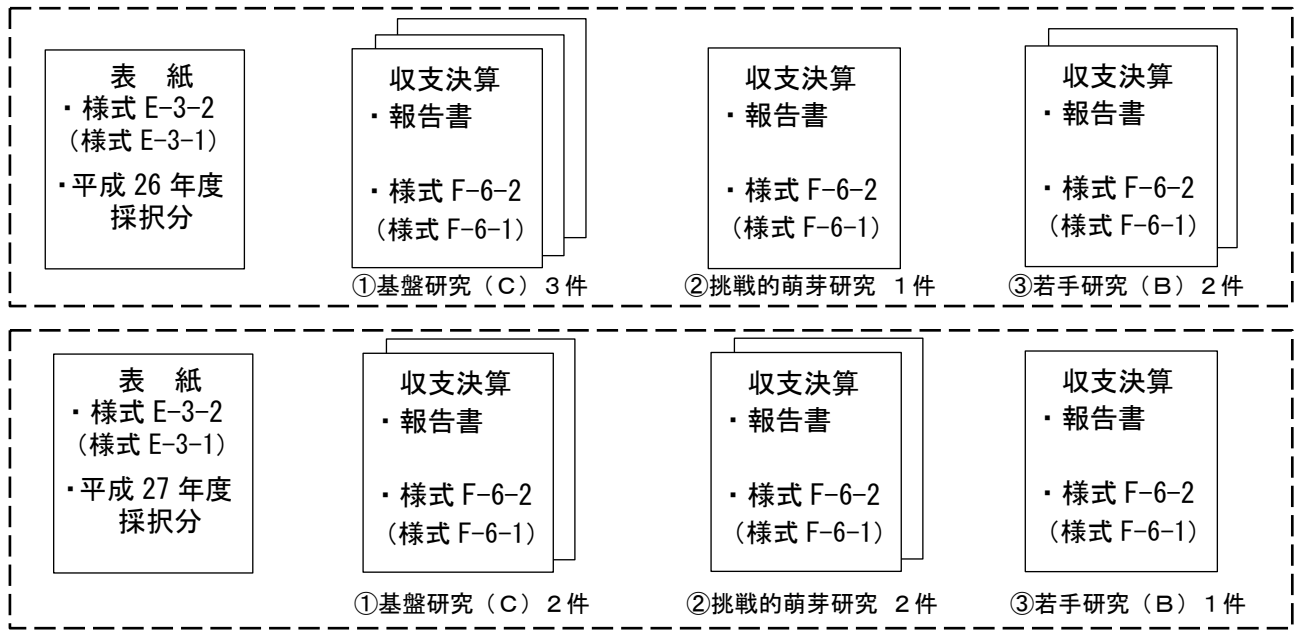 表　紙
・様式 E-3-2
（様式 E-3-1）
・平成 26 年度
採択分
収支決算
・報告書
・様式 F-6-2
（様式 F-6-1）
①基盤研究（Ｃ）３件
収支決算
・報告書
・様式 F-6-2
（様式 F-6-1）
②挑戦的萌芽研究 １件
収支決算
・報告書
・様式 F-6-2
（様式 F-6-1）
③若手研究（Ｂ）２件
表　紙
・様式 E-3-2
（様式 E-3-1）
・平成 27 年度
採択分
収支決算
・報告書
・様式 F-6-2
（様式 F-6-1）
①基盤研究（Ｃ）２件
収支決算
・報告書
・様式 F-6-2
（様式 F-6-1）
②挑戦的萌芽研究 ２件
収支決算
・報告書
・様式 F-6-2
（様式 F-6-1）
③若手研究（Ｂ）１件